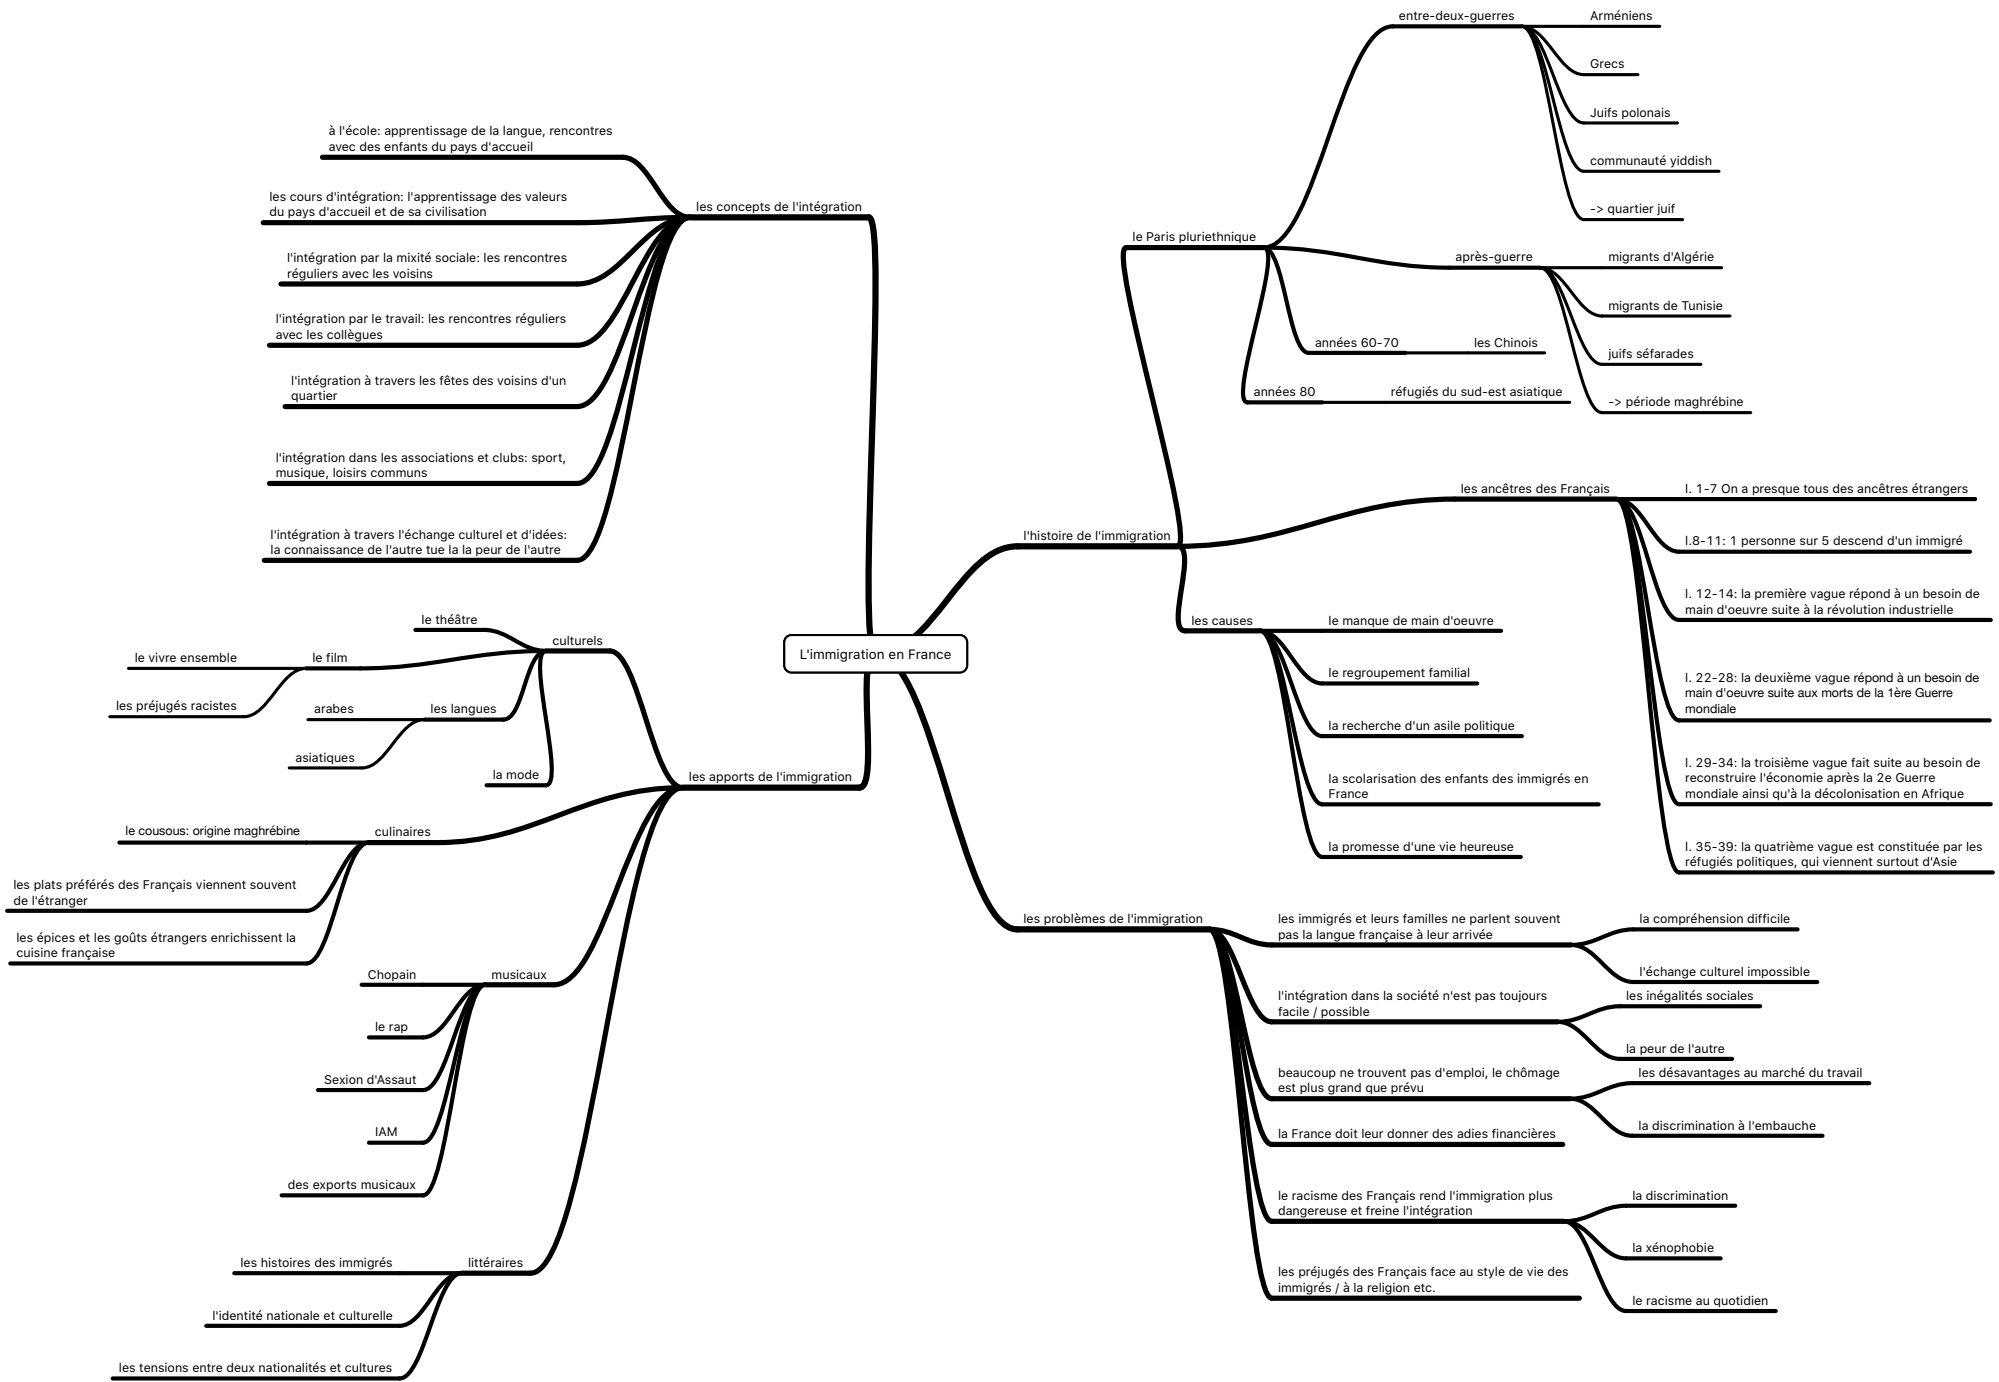 L'immigration en France
les concepts de l'intégration
à l'école: apprentissage de la langue, rencontres
avec des enfants du pays d'accueil
les cours d'intégration: l'apprentissage des valeurs
du pays d'accueil et de sa civilisation
l'intégration par la mixité sociale: les rencontres
réguliers avec les voisins
l'intégration par le travail: les rencontres réguliers
avec les collègues
l'intégration à travers les fêtes des voisins d'un
quartier
l'intégration dans les associations et clubs: sport,
musique, loisirs communs
l'intégration à travers l'échange culturel et d'idées:
la connaissance de l'autre tue la la peur de l'autre
les apports de l'immigration
culturels
le théâtre
le film
le vivre ensemble
les préjugés racistes
les langues
arabes
asiatiques
la mode
culinaires
le cousous: origine maghrébine
les plats préférés des Français viennent souvent
de l'étranger
les épices et les goûts étrangers enrichissent la
cuisine française
musicaux
Chopain
le rap
Sexion d'Assaut
IAM
des exports musicaux
littéraires
les histoires des immigrés
l'identité nationale et culturelle
les tensions entre deux nationalités et cultures
l'histoire de l'immigration
le Paris pluriethnique
entre-deux-guerres
Arméniens
Grecs
Juifs polonais
communauté yiddish
-> quartier juif
après-guerre
migrants d'Algérie
migrants de Tunisie
juifs séfarades
-> période maghrébine
années 60-70
les Chinois
années 80
réfugiés du sud-est asiatique
les ancêtres des Français
l. 1-7 On a presque tous des ancêtres étrangers
l.8-11: 1 personne sur 5 descend d'un immigré
l. 12-14: la première vague répond à un besoin de
main d'oeuvre suite à la révolution industrielle
l. 22-28: la deuxième vague répond à un besoin de
main d'oeuvre suite aux morts de la 1ère Guerre
mondiale
l. 29-34: la troisième vague fait suite au besoin de
reconstruire l'économie après la 2e Guerre
mondiale ainsi qu'à la décolonisation en Afrique
l. 35-39: la quatrième vague est constituée par les
réfugiés politiques, qui viennent surtout d'Asie
les causes
le manque de main d'oeuvre
le regroupement familial
la recherche d'un asile politique
la scolarisation des enfants des immigrés en
France
la promesse d'une vie heureuse
les problèmes de l'immigration
les immigrés et leurs familles ne parlent souvent
pas la langue française à leur arrivée
la compréhension difficile
l'échange culturel impossible
l'intégration dans la société n'est pas toujours
facile / possible
les inégalités sociales
la peur de l'autre
beaucoup ne trouvent pas d'emploi, le chômage
est plus grand que prévu
les désavantages au marché du travail
la discrimination à l'embauche
la France doit leur donner des adies financières
le racisme des Français rend l'immigration plus
dangereuse et freine l'intégration
la discrimination
la xénophobie
le racisme au quotidien
les préjugés des Français face au style de vie des
immigrés / à la religion etc.